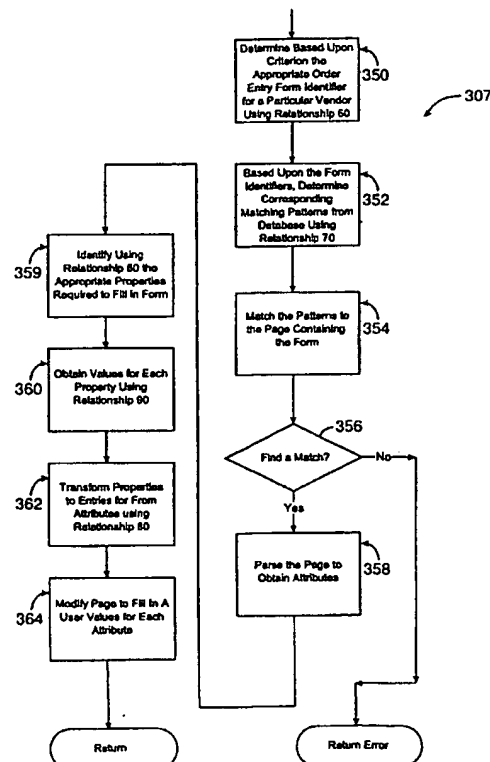 Determine Based Upon
Criterion the
Appropriate Order
Entry Form Identifier
for a Particular Vendor
Using Relationship 60
350
307
Based Upon the Form
Identifiers, Determine
Corresponding
Matching Patterns from
Database Using
Relationship 70
352
Match the Patterns to
the Page Containing
the Form
354
Find a Match?
356
No
Yes
Parse the Page to
Obtain Attributes
358
Identify Using
Relationship 80 the
Appropriate Properties
Required to Fill in Form
359
Obtain Values for Each
Property Using
Relationship 90
360
Transform Properties
to Entries for From
Attributes using
Relationship 80
362
Modify Page to Fill In A
User Values for Each
Attribute
364
Return
Return Error